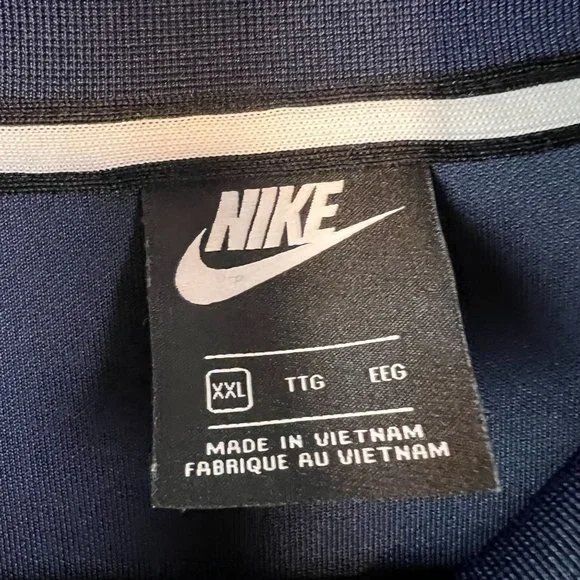 NIKE
XXL TTG EEG
MADE IN VIETNAM
FABRIQUE AU VIETNAM